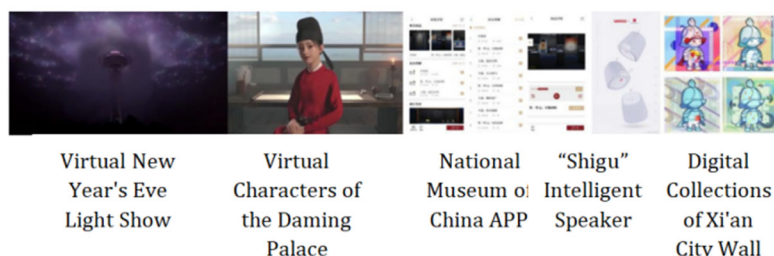 Virtual New
Year's Eve
Light Show
Virtual
Characters of
the Daming
Palace
National
Museum of
China APP
“Shigu”
Intelligent
Speaker
Digital
Collections
of Xi'an
City Wall